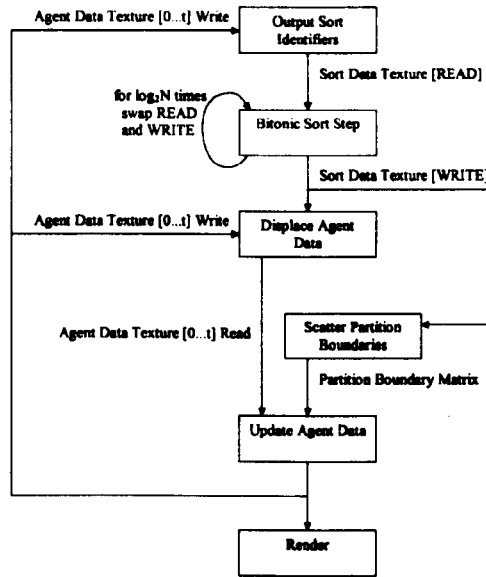 Agent Data Texture [0...t] Write
Output Sort
Identifiers
Sort Data Texture [READ]
for log₂N times
swap READ
and WRITE
Bitonic Sort Step
Sort Data Texture [WRITE]
Agent Data Texture [0...t] Write
Displace Agent
Data
Agent Data Texture [0...t] Read
Scatter Partition
Boundaries
Partition Boundary Matrix
Update Agent Data
Render